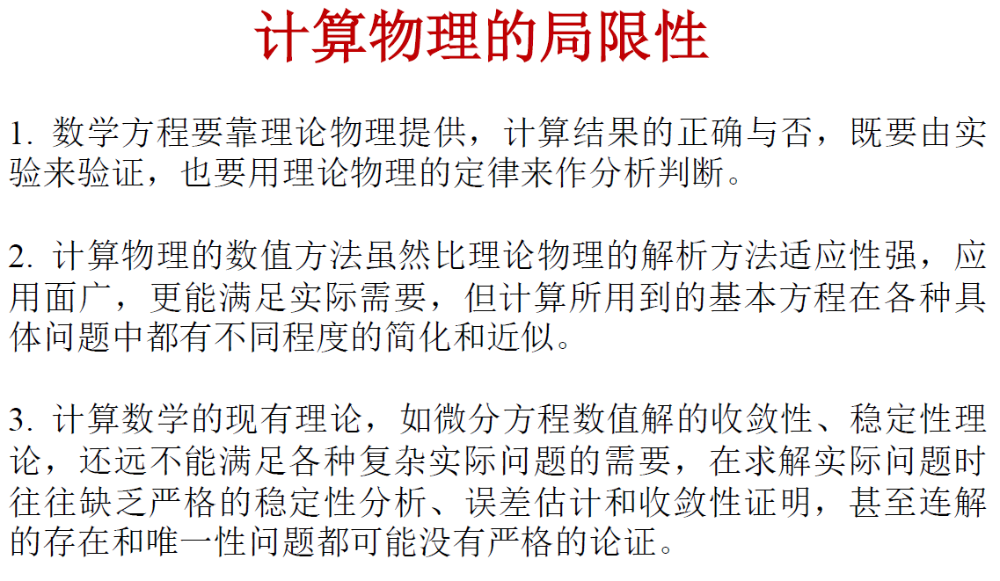 计算物理的局限性
1. 数学方程要靠理论物理提供，计算结果的正确与否，既要由实
验来验证，也要用理论物理的定律来作分析判断。
2. 计算物理的数值方法虽然比理论物理的解析方法适应性强，应
用面广，更能满足实际需要，但计算所用到的基本方程在各种具
体问题中都有不同程度的简化和近似。
3. 计算数学的现有理论，如微分方程数值解的收敛性、稳定性理
论，还远不能满足各种复杂实际问题的需要，在求解实际问题时
往往缺乏严格的稳定性分析、误差估计和收敛性证明，甚至连解
的存在和唯一性问题都可能没有严格的论证。